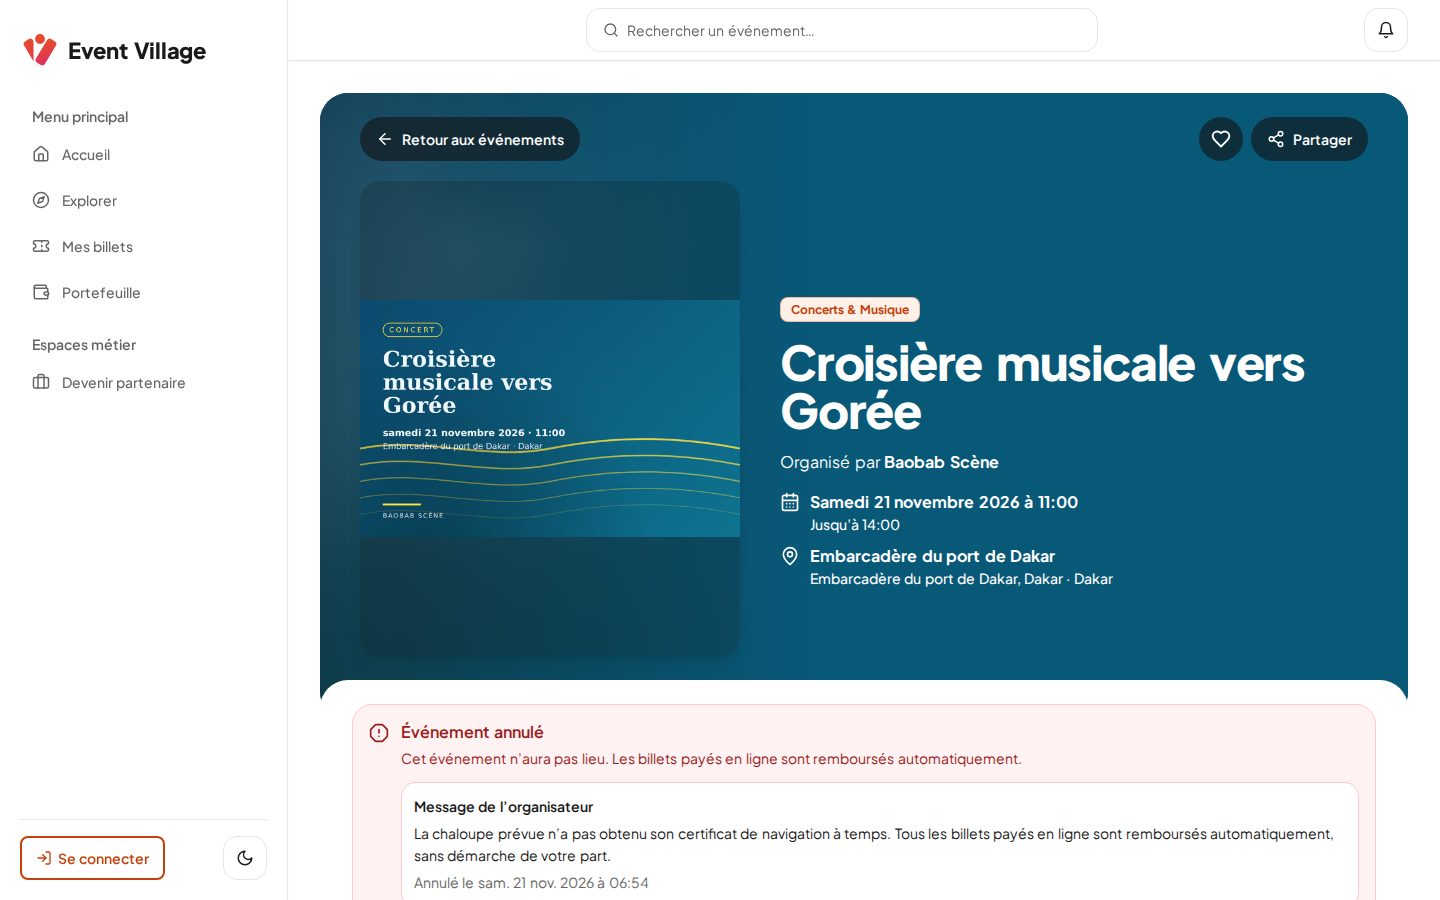 Event Village
Rechercher un événement…
Menu principal
Accueil
Explorer
Mes billets
Portefeuille
Espaces métier
Devenir partenaire
Se connecter
Retour aux événements
Partager
CONCERT
Croisière
musicale vers
Gorée
samedi 21 novembre 2026 · 11:00
Embarcadère du port de Dakar · Dakar
BAOBAB SCÈNE
Concerts & Musique
Croisière musicale vers
Gorée
Organisé par Baobab Scène
Samedi 21 novembre 2026 à 11:00
Jusqu’à 14:00
Embarcadère du port de Dakar
Embarcadère du port de Dakar, Dakar · Dakar
Événement annulé
Cet événement n’aura pas lieu. Les billets payés en ligne sont remboursés automatiquement.
Message de l’organisateur
La chaloupe prévue n’a pas obtenu son certificat de navigation à temps. Tous les billets payés en ligne sont remboursés automatiquement,
sans démarche de votre part.
Annulé le sam. 21 nov. 2026 à 06:54